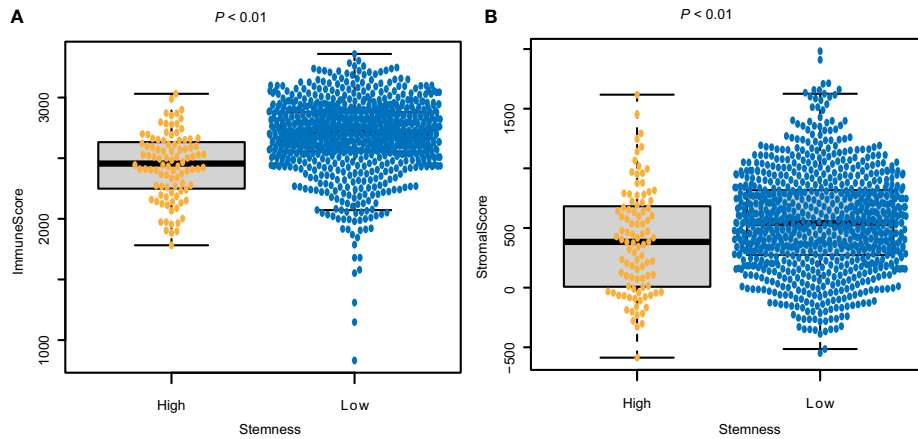 A
P < 0.01
ImmuneScore
3000
2000
1000
High
Low
Stemness
B
P < 0.01
StromalScore
1500
500
0
−500
High
Low
Stemness